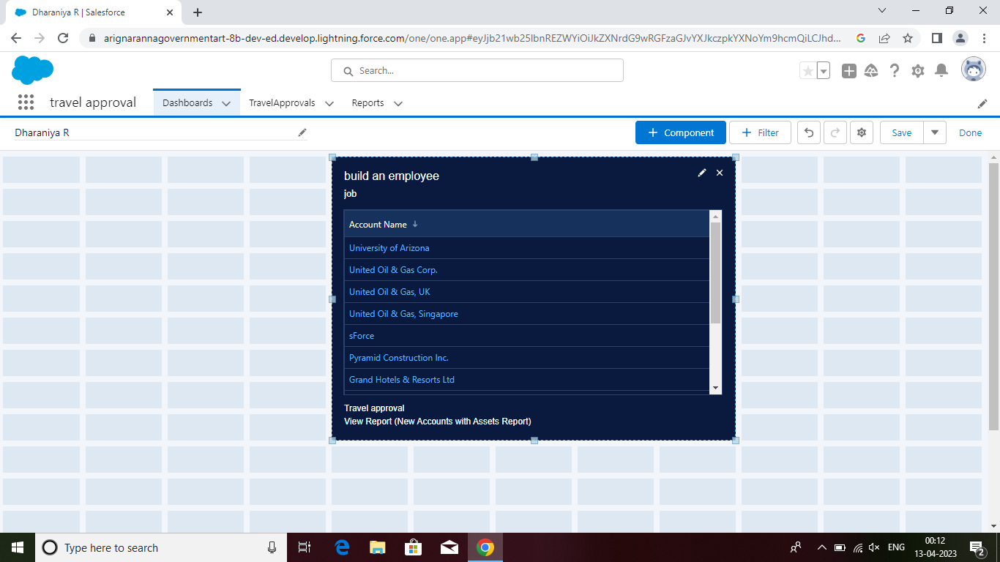 Dharaniya R | Salesforce
arignarannagovernmentart-8b-dev-ed.develop.lightning.force.com/one/one.app#eyJjb21wb25lbnREZWYiOiJkZXNrdG9wRGFzaGJvYXJkczpkYXNoYm9hcmQiLCJhd...
Search...
travel approval Dashboards TravelApprovals Reports
Dharaniya R
+ Component + Filter Save Done
build an employee
job
Account Name ↓
University of Arizona
United Oil & Gas Corp.
United Oil & Gas, UK
United Oil & Gas, Singapore
sForce
Pyramid Construction Inc.
Grand Hotels & Resorts Ltd
Travel approval
View Report (New Accounts with Assets Report)
Type here to search
ENG
00:12
13-04-2023
2